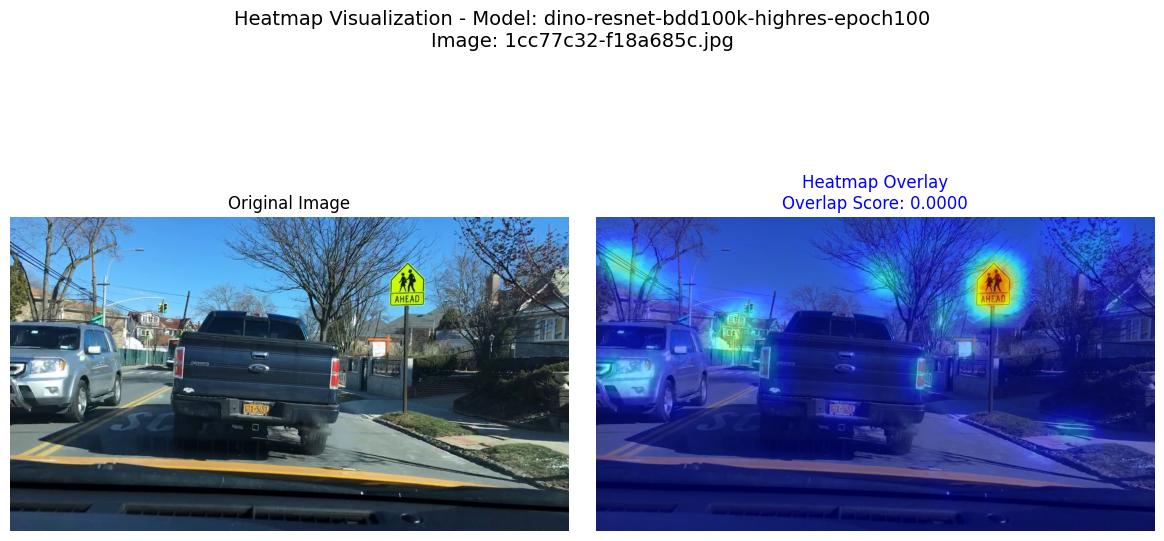 Heatmap Visualization - Model: dino-resnet-bdd100k-highres-epoch100
Image: 1cc77c32-f18a685c.jpg
Original Image
Heatmap Overlay
Overlap Score: 0.0000
AHEAD
Ford
AHEAD